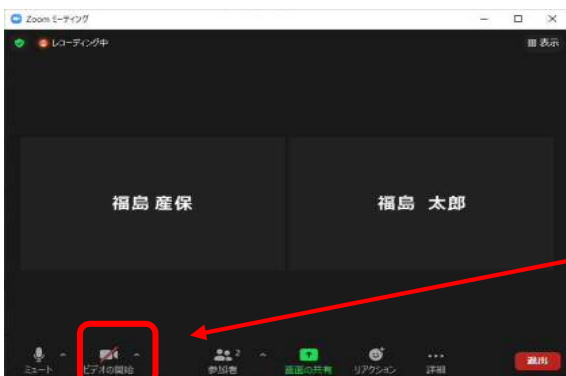 Zoom ミーティング
レコーディング中
表示
福島 産保
福島 太郎
2
ミュート
ビデオの開始
参加者
画面の共有
リアクション
詳細
退出